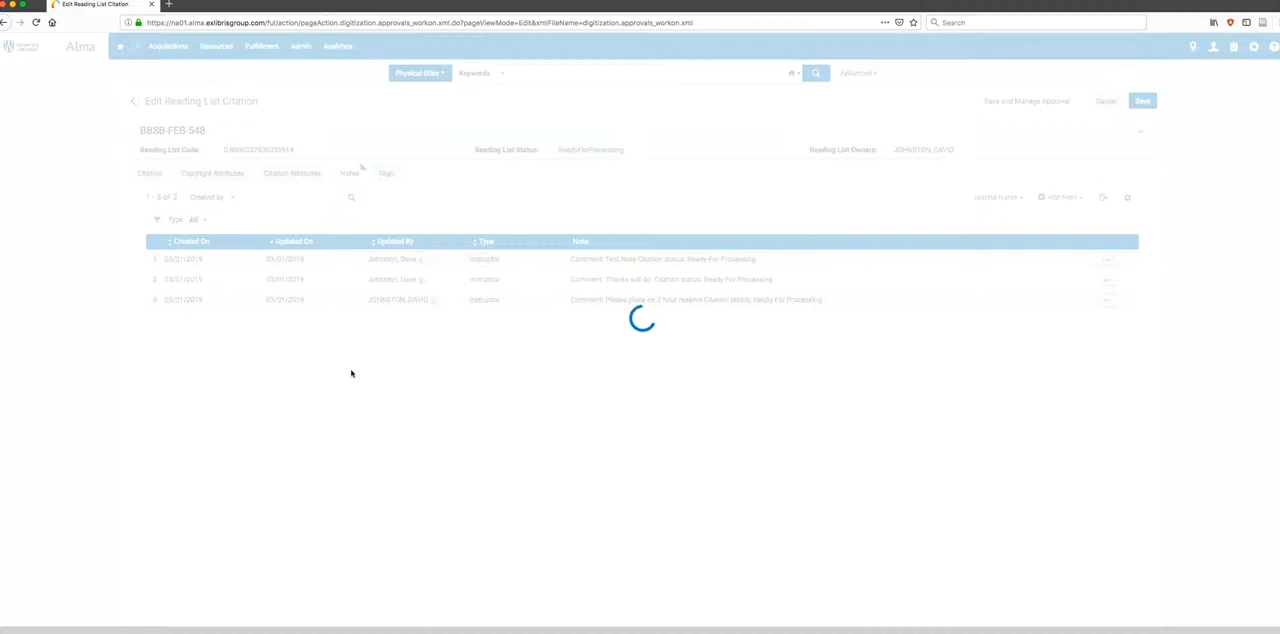 Edit Reading List Citation
https://na01.alma.exlibrisgroup.com/ful/action/pageAction.digitization.approvals_workon.xml.do?pageViewMode=Edit&xmlFileName=digitization.approvals_workon.xml
Search
University of Windsor Alma Acquisitions Resources Fulfillment Admin Analytics
Physical titles Keywords Advanced
Edit Reading List Citation Save and Manage Approval Cancel Save
BBSB-FEB-548
Reading List Code: Reading List Status: ReadyForProcessing Reading List Owners: JOHNSTON, DAVID
Citation Copyright Attributes Citation Attributes Notes Tags
1 - 3 of 3 Created by Update Notes Add Note
Type: All
Created On Updated On Updated By Type Note
1 03/01/2019 03/01/2019 Johnston, Dave Instructor Comment: Test Note Citation status: Ready For Processing
2 03/01/2019 03/01/2019 Johnston, Dave Instructor Comment: Thanks will do. Citation status: Ready For Processing
3 03/01/2019 03/01/2019 JOHNSTON, DAVID Instructor Comment: Please place on 2 hour reserve Citation status: Ready For Processing